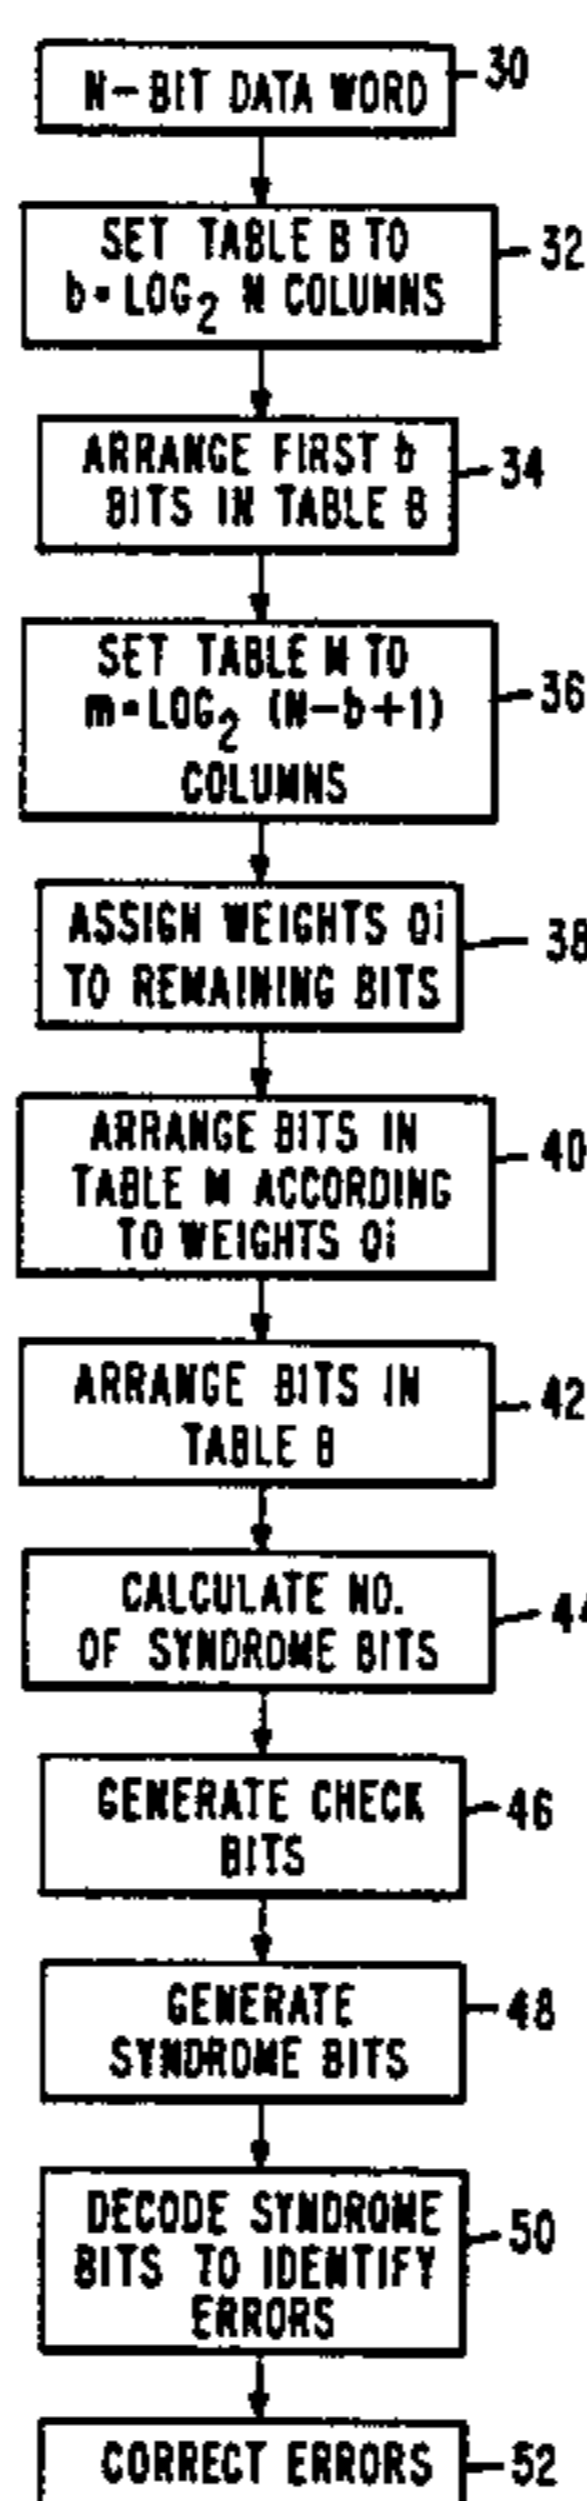 N-BIT DATA WORD
30
SET TABLE B TO
b=LOG2 N COLUMNS
32
ARRANGE FIRST b
BITS IN TABLE B
34
SET TABLE M TO
m=LOG2 (N-b+1)
COLUMNS
36
ASSIGN WEIGHTS Qi
TO REMAINING BITS
38
ARRANGE BITS IN
TABLE M ACCORDING
TO WEIGHTS Qi
40
ARRANGE BITS IN
TABLE B
42
CALCULATE NO.
OF SYNDROME BITS
44
GENERATE CHECK
BITS
46
GENERATE
SYNDROME BITS
48
DECODE SYNDROME
BITS TO IDENTIFY
ERRORS
50
CORRECT ERRORS
52